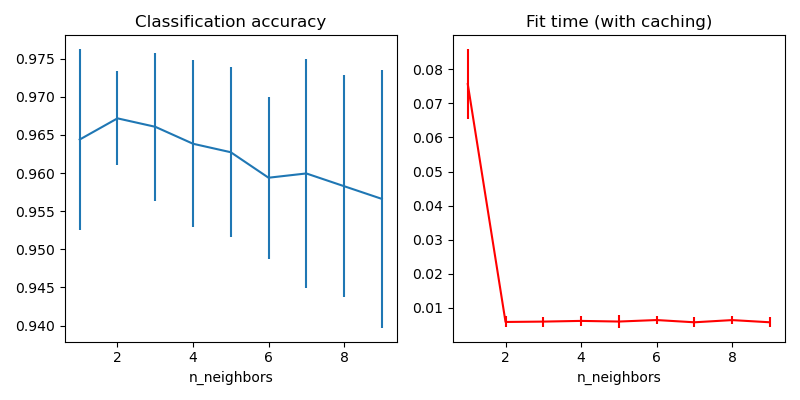 Classification accuracy
0.975
0.970
0.965
0.960
0.955
0.950
0.945
0.940
2 4 6 8
n_neighbors
Fit time (with caching)
0.08
0.07
0.06
0.05
0.04
0.03
0.02
0.01
2 4 6 8
n_neighbors